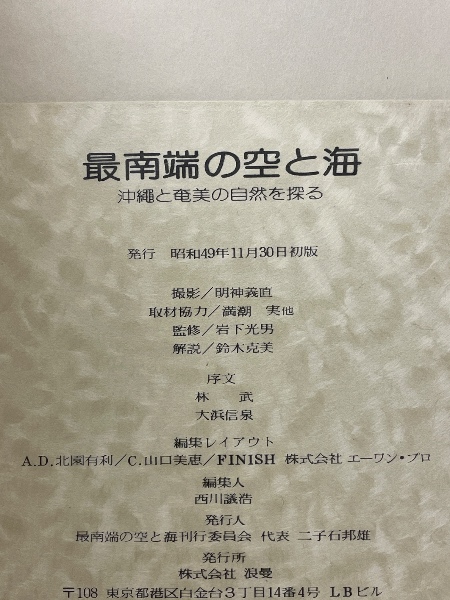 最南端の空と海
沖縄と奄美の自然を探る
発行 昭和49年11月30日初版
撮影／明神義直
取材協力／満潮 実他
監修／岩下光男
解説／鈴木克美
序文
林 武
大浜信泉
編集レイアウト
A.D.北園有利／C.山口美恵／FINISH 株式会社 エーワン・プロ
編集人
西川議浩
発行人
最南端の空と海刊行委員会 代表 二子石邦雄
発行所
株式会社 浪曼
〒108 東京都港区白金台3丁目14番4号 LBビル